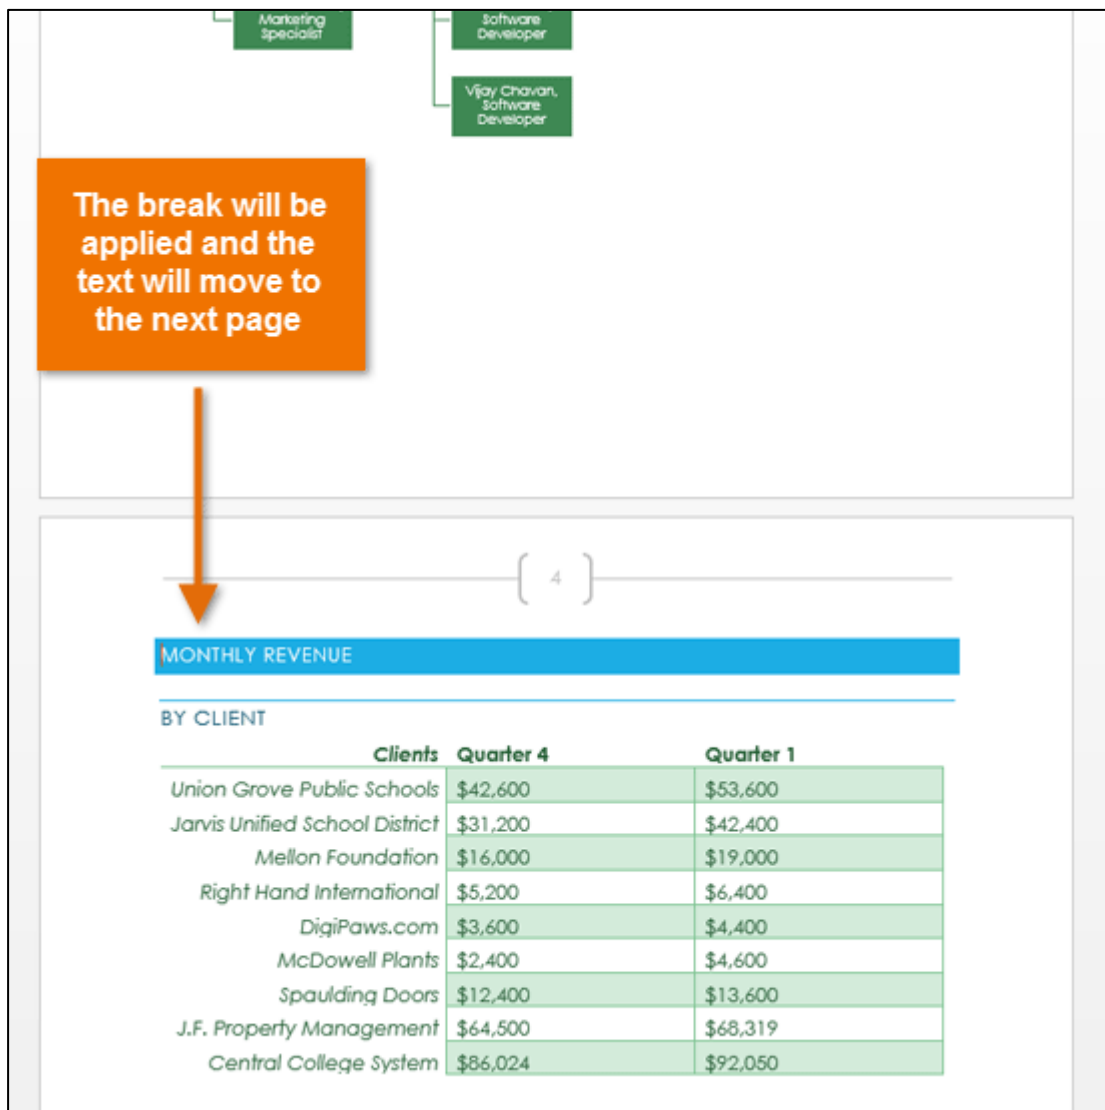 Marketing
Specialist
Software
Developer
Vijay Chavan,
Software
Developer
The break will be
applied and the
text will move to
the next page
4
MONTHLY REVENUE
BY CLIENT
Clients Quarter 4 Quarter 1
Union Grove Public Schools $42,600 $53,600
Jarvis Unified School District $31,200 $42,400
Mellon Foundation $16,000 $19,000
Right Hand International $5,200 $6,400
DigiPaws.com $3,600 $4,400
McDowell Plants $2,400 $4,600
Spaulding Doors $12,400 $13,600
J.F. Property Management $64,500 $68,319
Central College System $86,024 $92,050